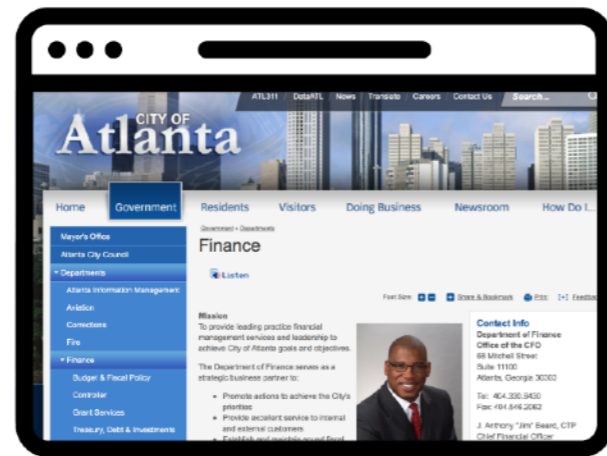 ATL311 DataATL News Translate Careers Contact Us Search...
CITY OF
Atlanta
Home Government Residents Visitors Doing Business Newsroom How Do I...
Mayor's Office
Atlanta City Council
Departments
Atlanta Information Management
Aviation
Corrections
Fire
Finance
Budget & Fiscal Policy
Controller
Grant Services
Treasury, Debt & Investments
Government › Departments
Finance
Listen
Font Size Share & Bookmark Print
Mission
To provide leading practice financial
management services and leadership to
achieve City of Atlanta goals and objectives.
The Department of Finance serves as a
strategic business partner to:
Promote actions to achieve the City's
priorities
Provide excellent service to internal
and external customers
Establish and maintain sound fiscal
Contact Info
Department of Finance
Office of the CFO
68 Mitchell Street
Suite 11100
Atlanta, Georgia 30303
Tel: 404.330.6430
J. Anthony "Jim" Beard, CTP
Chief Financial Officer